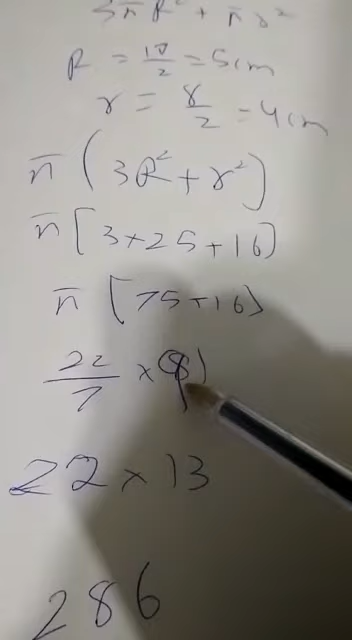 3πR² + πr²
R = 10/2 = 5cm
r = 8/2 = 4cm
π (3R² + r²)
π [3×25+16)
π [75+16)
22/7 × 91
22 × 13
286